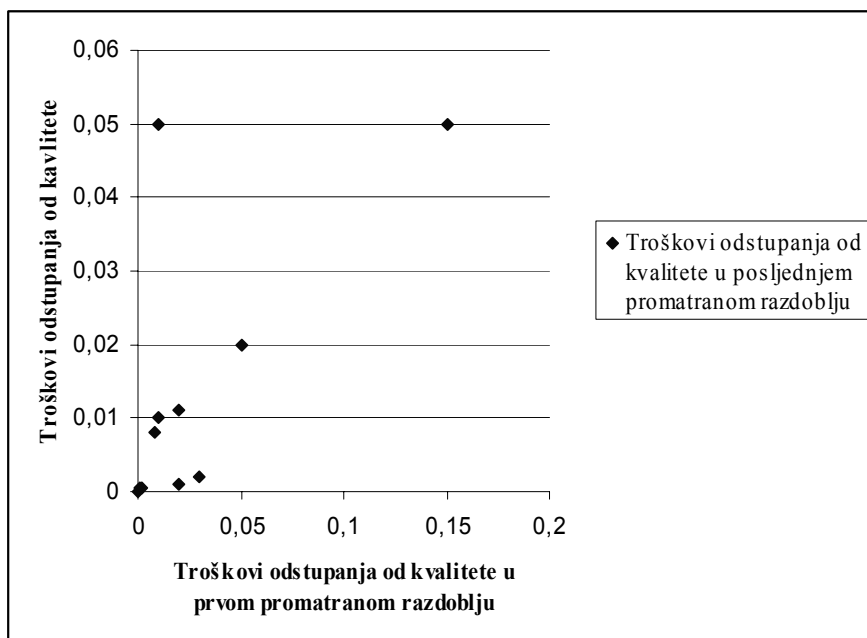 0,06
0,05
0,04
0,03
0,02
0,01
0
Troškovi odstupanja od kavlitete
0
0,05
0,1
0,15
0,2
Troškovi odstupanja od kvalitete u
prvom promatranom razdoblju
Troškovi odstupanja od
kvalitete u posljednjem
promatranom razdoblju